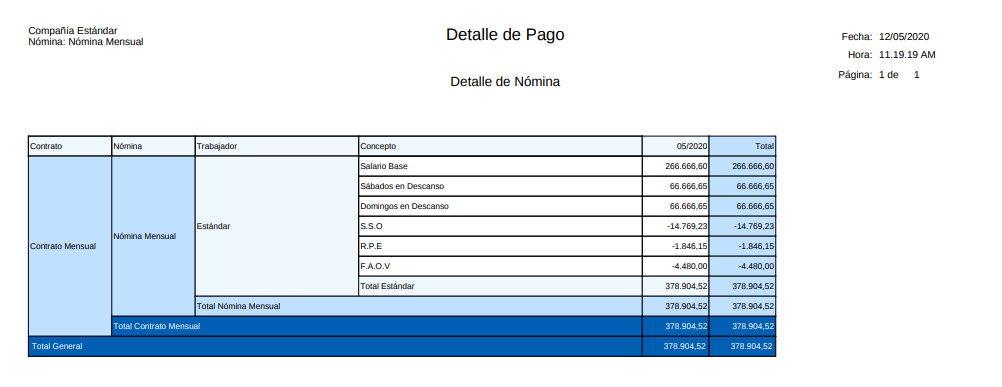 Compañía Estándar
Nómina: Nómina Mensual
Detalle de Pago
Detalle de Nómina
Fecha: 12/05/2020
Hora: 11.19.19 AM
Página: 1 de 1
Contrato Nómina Trabajador Concepto 05/2020 Total
Salario Base 266.666,60 266.666,60
Sábados en Descanso 66.666,65 66.666,65
Domingos en Descanso 66.666,65 66.666,65
Contrato Mensual Nómina Mensual Estándar S.S.O -14.769,23 -14.769,23
R.P.E -1.846,15 -1.846,15
F.A.O.V -4.480,00 -4.480,00
Total Estándar 378.904,52 378.904,52
Total Nómina Mensual 378.904,52 378.904,52
Total Contrato Mensual 378.904,52 378.904,52
Total General 378.904,52 378.904,52